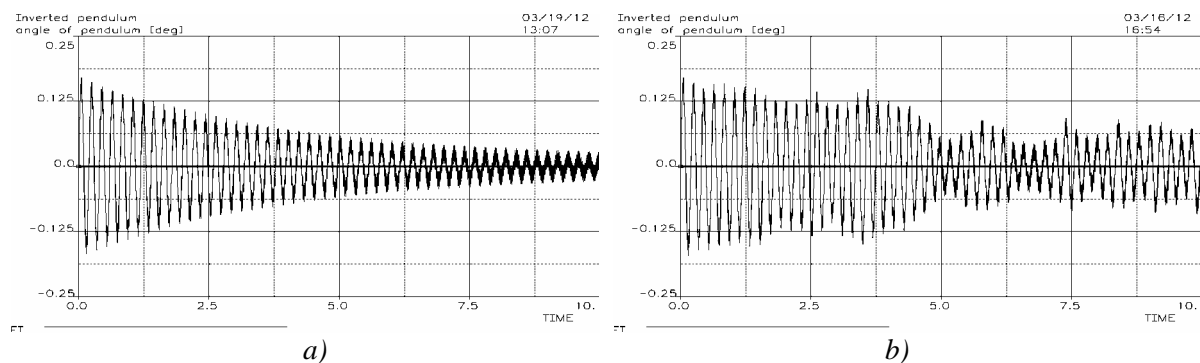 Inverted pendulum 03/19/12
angle of pendulum [deg] 13:07
0.25
0.125
0.0
-0.125
-0.25
0.0 2.5 5.0 7.5 10.
TIME
FT
a)
Inverted pendulum 03/16/12
angle of pendulum [deg] 16:54
0.25
0.125
0.0
-0.125
-0.25
0.0 2.5 5.0 7.5 10.
TIME
FT
b)